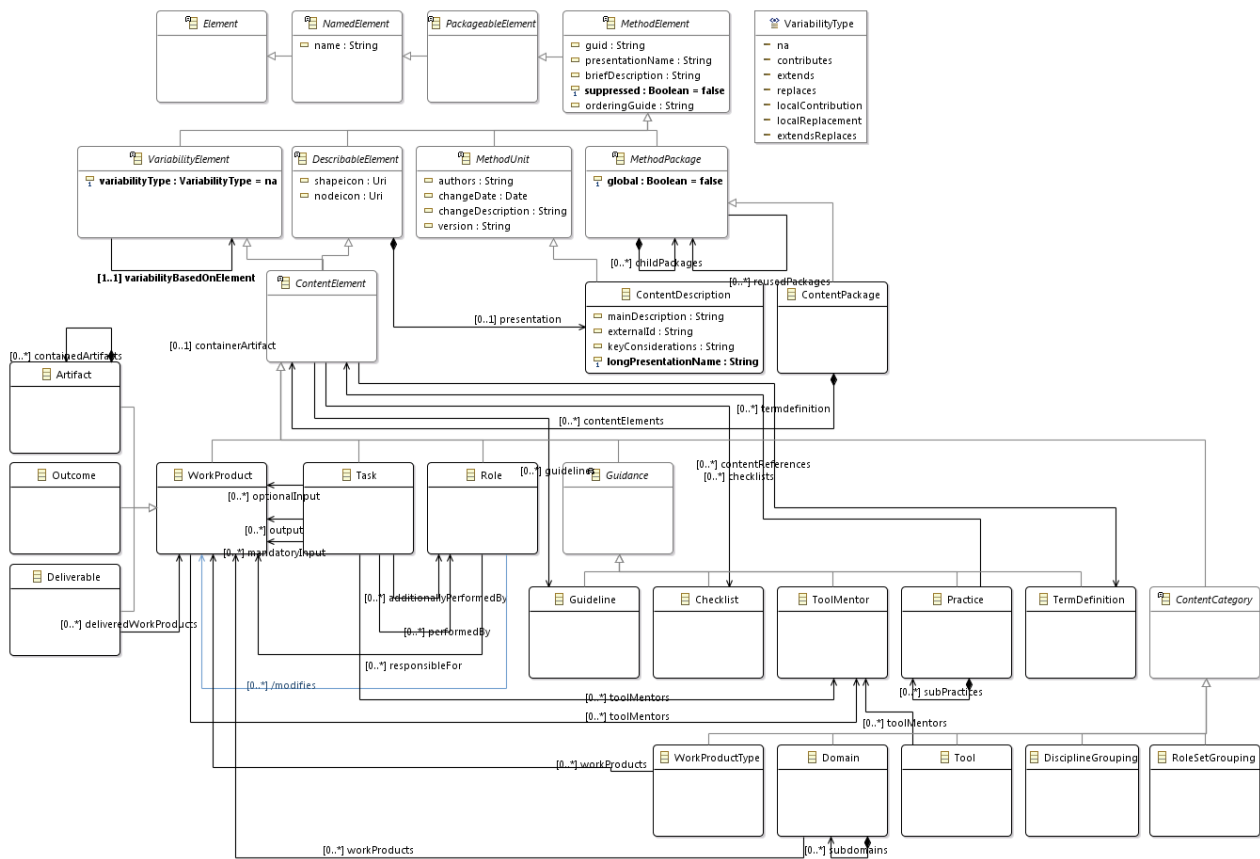 Element
NamedElement
name : String
PackageableElement
MethodElement
guid : String
presentationName : String
briefDescription : String
suppressed : Boolean = false
orderingGuide : String
VariabilityType
na
contributes
extends
replaces
localContribution
localReplacement
extendsReplaces
VariabilityElement
variabilityType : VariabilityType = na
DescribableElement
shapeicon : Uri
nodeicon : Uri
MethodUnit
authors : String
changeDate : Date
changeDescription : String
version : String
MethodPackage
global : Boolean = false
[0..*] childPackages
[1..1] variabilityBasedOnElement
[0..*] reusedPackages
ContentElement
ContentDescription
mainDescription : String
externalId : String
keyConsiderations : String
longPresentationName : String
ContentPackage
[0..1] presentation
[0..1] containerArtifact
[0..*] containedArtifacts
Artifact
[0..*] termdefinition
[0..*] contentElements
Outcome
WorkProduct
Task
Role
[0..*] guidelines
Guidance
[0..*] contentReferences
[0..*] checklists
[0..*] optionalInput
[0..*] output
[0..*] mandatoryInput
Deliverable
[0..*] deliveredWorkProducts
[0..*] additionallyPerformedBy
[0..*] performedBy
[0..*] responsibleFor
[0..*] /modifies
Guideline
Checklist
ToolMentor
Practice
TermDefinition
ContentCategory
[0..*] subPractices
[0..*] toolMentors
[0..*] toolMentors
[0..*] toolMentors
WorkProductType
Domain
Tool
DisciplineGrouping
RoleSetGrouping
[0..*] workProducts
[0..*] workProducts
[0..*] subdomains